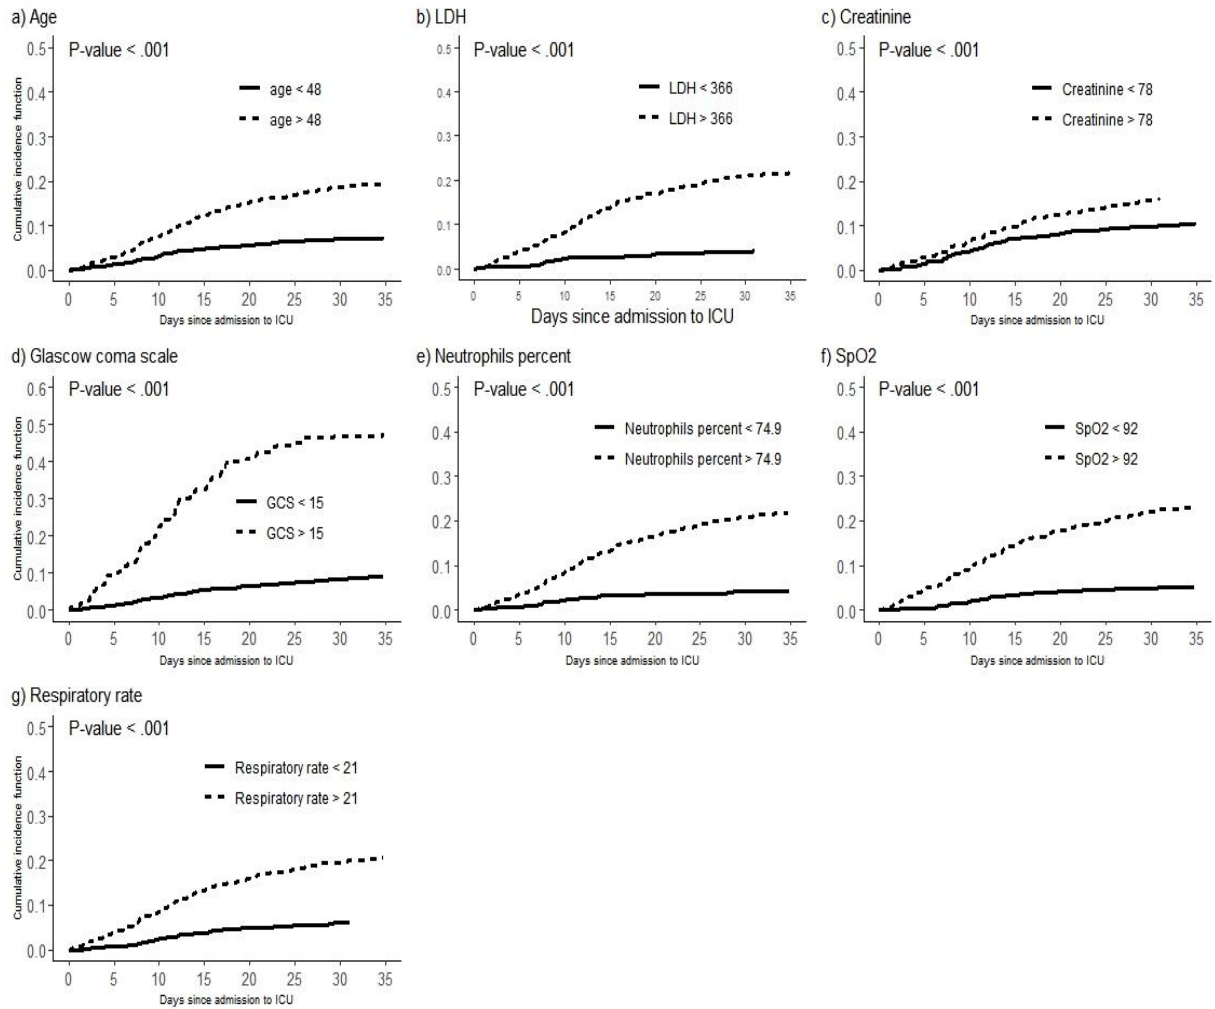 a) Age
P-value < .001
0.5
0.4
0.3
0.2
0.1
0.0
Cumulative incidence function
age < 48
age > 48
0 5 10 15 20 25 30 35
Days since admission to ICU
b) LDH
P-value < .001
0.5
0.4
0.3
0.2
0.1
0.0
LDH < 366
LDH > 366
0 5 10 15 20 25 30 35
Days since admission to ICU
c) Creatinine
P-value < .001
0.5
0.4
0.3
0.2
0.1
0.0
Creatinine < 78
Creatinine > 78
0 5 10 15 20 25 30 35
Days since admission to ICU
d) Glascow coma scale
P-value < .001
0.6
0.5
0.4
0.3
0.2
0.1
0.0
Cumulative incidence function
GCS < 15
GCS > 15
0 5 10 15 20 25 30 35
Days since admission to ICU
e) Neutrophils percent
P-value < .001
0.5
0.4
0.3
0.2
0.1
0.0
Neutrophils percent < 74.9
Neutrophils percent > 74.9
0 5 10 15 20 25 30 35
Days since admission to ICU
f) SpO2
P-value < .001
0.5
0.4
0.3
0.2
0.1
0.0
SpO2 < 92
SpO2 > 92
0 5 10 15 20 25 30 35
Days since admission to ICU
g) Respiratory rate
P-value < .001
0.5
0.4
0.3
0.2
0.1
0.0
Cumulative incidence function
Respiratory rate < 21
Respiratory rate > 21
0 5 10 15 20 25 30 35
Days since admission to ICU